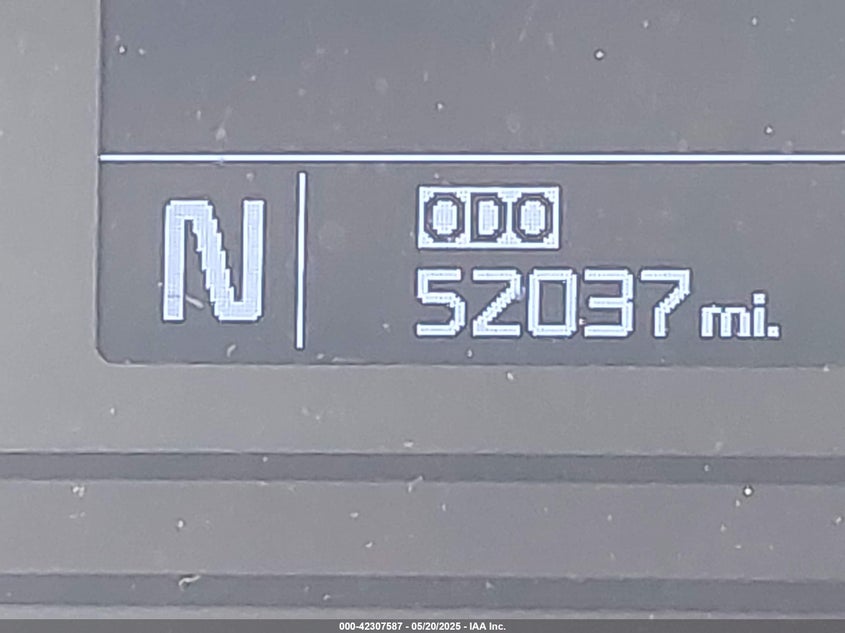 N
ODO
52037 mi.
000-42307587 - 05/20/2025 - IAA Inc.